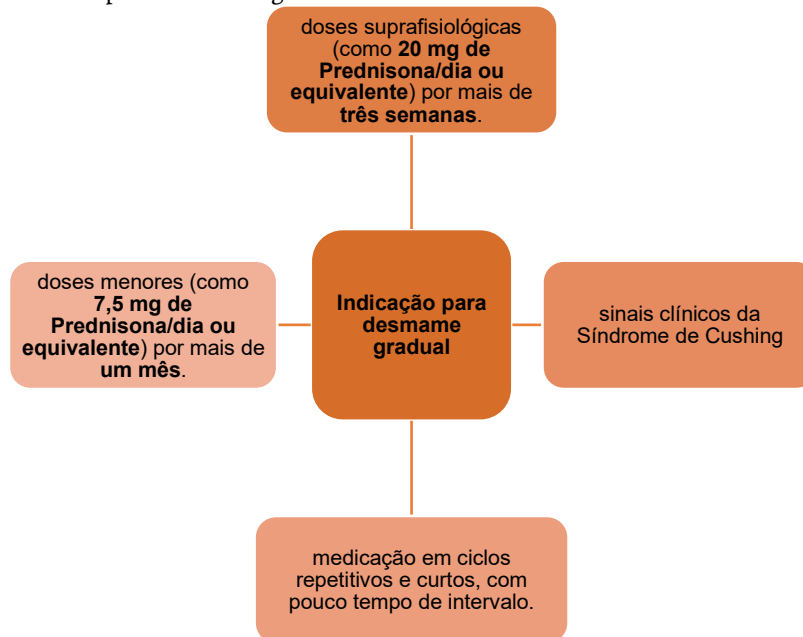 doses suprafisiológicas
(como 20 mg de
Prednisona/dia ou
equivalente) por mais de
três semanas.
doses menores (como
7,5 mg de
Prednisona/dia ou
equivalente) por mais de
um mês.
Indicação para
desmame
gradual
sinais clínicos da
Síndrome de Cushing
medicação em ciclos
repetitivos e curtos, com
pouco tempo de intervalo.